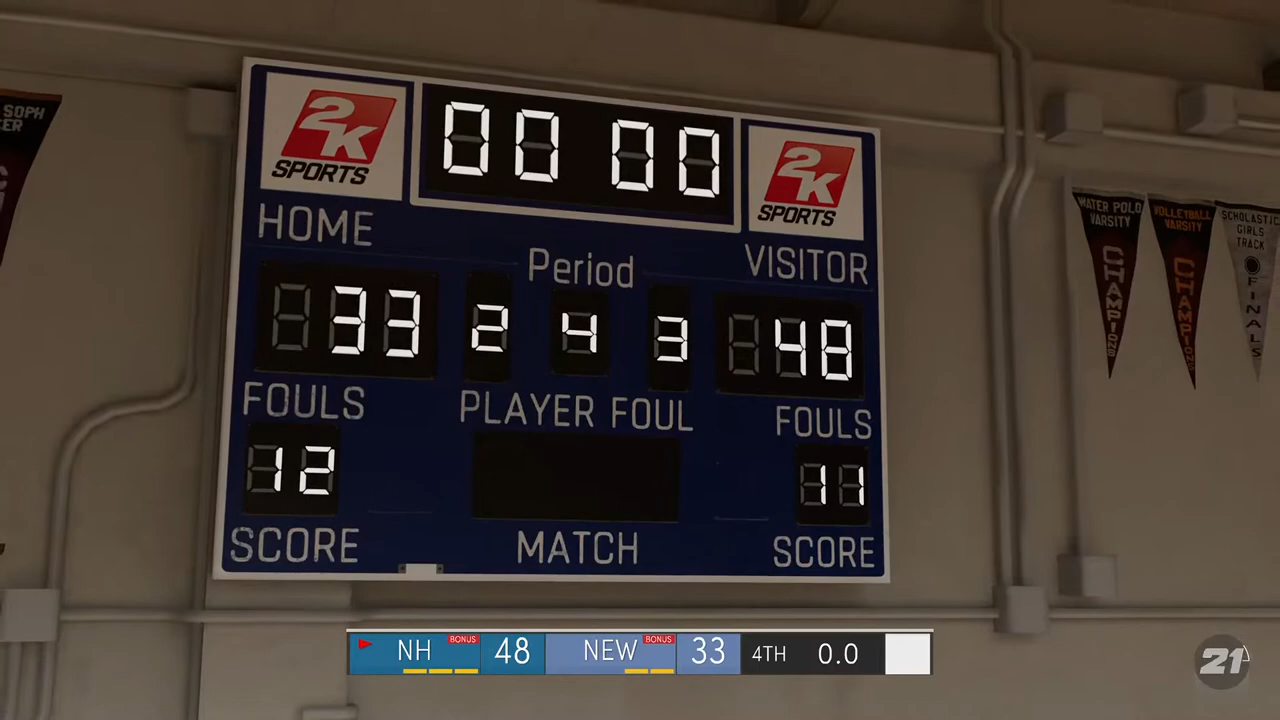 SOPH
CER
2K
SPORTS
00 00
2K
SPORTS
HOME
Period
VISITOR
33
2
4
3
48
FOULS
PLAYER FOUL
FOULS
12
11
SCORE
MATCH
SCORE
WATER POLO
VARSITY
CHAMPIONS
VOLLEYBALL
VARSITY
CHAMPIONS
SCHOLASTIC
GIRLS
TRACK
FINALS
NH BONUS 48 NEW BONUS 33 4TH 0.0
21